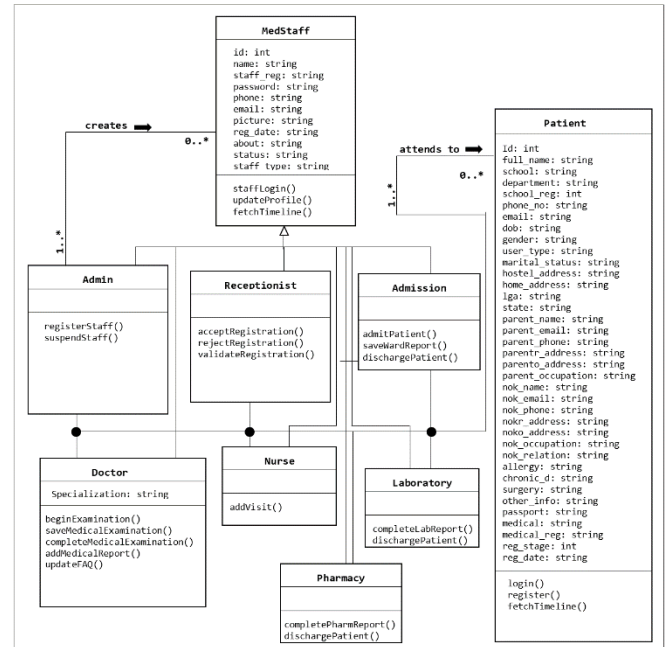 MedStaff
id: int
name: string
staff_reg: string
password: string
phone: string
email: string
picture: string
reg_date: string
about: string
status: string
staff type: string
staffLogin()
updateProfile()
fetchTimeline()
creates
0..*
1..*
attends to
0..*
1..*
Patient
Id: int
full_name: string
school: string
department: string
school_reg: int
phone_no: string
email: string
dob: string
gender: string
user_type: string
marital_status: string
hostel_address: string
home_address: string
lga: string
state: string
parent_name: string
parent_email: string
parent_phone: string
parentr_address: string
parento_address: string
parent_occupation: string
nok_name: string
nok_email: string
nok_phone: string
nokr_address: string
noko_address: string
nok_occupation: string
nok_relation: string
allergy: string
chronic_d: string
surgery: string
other_info: string
passport: string
medical: string
medical_reg: string
reg_stage: int
reg_date: string
login()
register()
fetchTimeline()
Admin
registerStaff()
suspendStaff()
Receptionist
acceptRegistration()
rejectRegistration()
validateRegistration()
Admission
admitPatient()
saveWardReport()
dischargePatient()
Doctor
Specialization: string
beginExamination()
saveMedicalExamination()
completeMedicalExamination()
addMedicalReport()
updateFAQ()
Nurse
addVisit()
Laboratory
completeLabReport()
dischargePatient()
Pharmacy
completePharmReport()
dischargePatient()